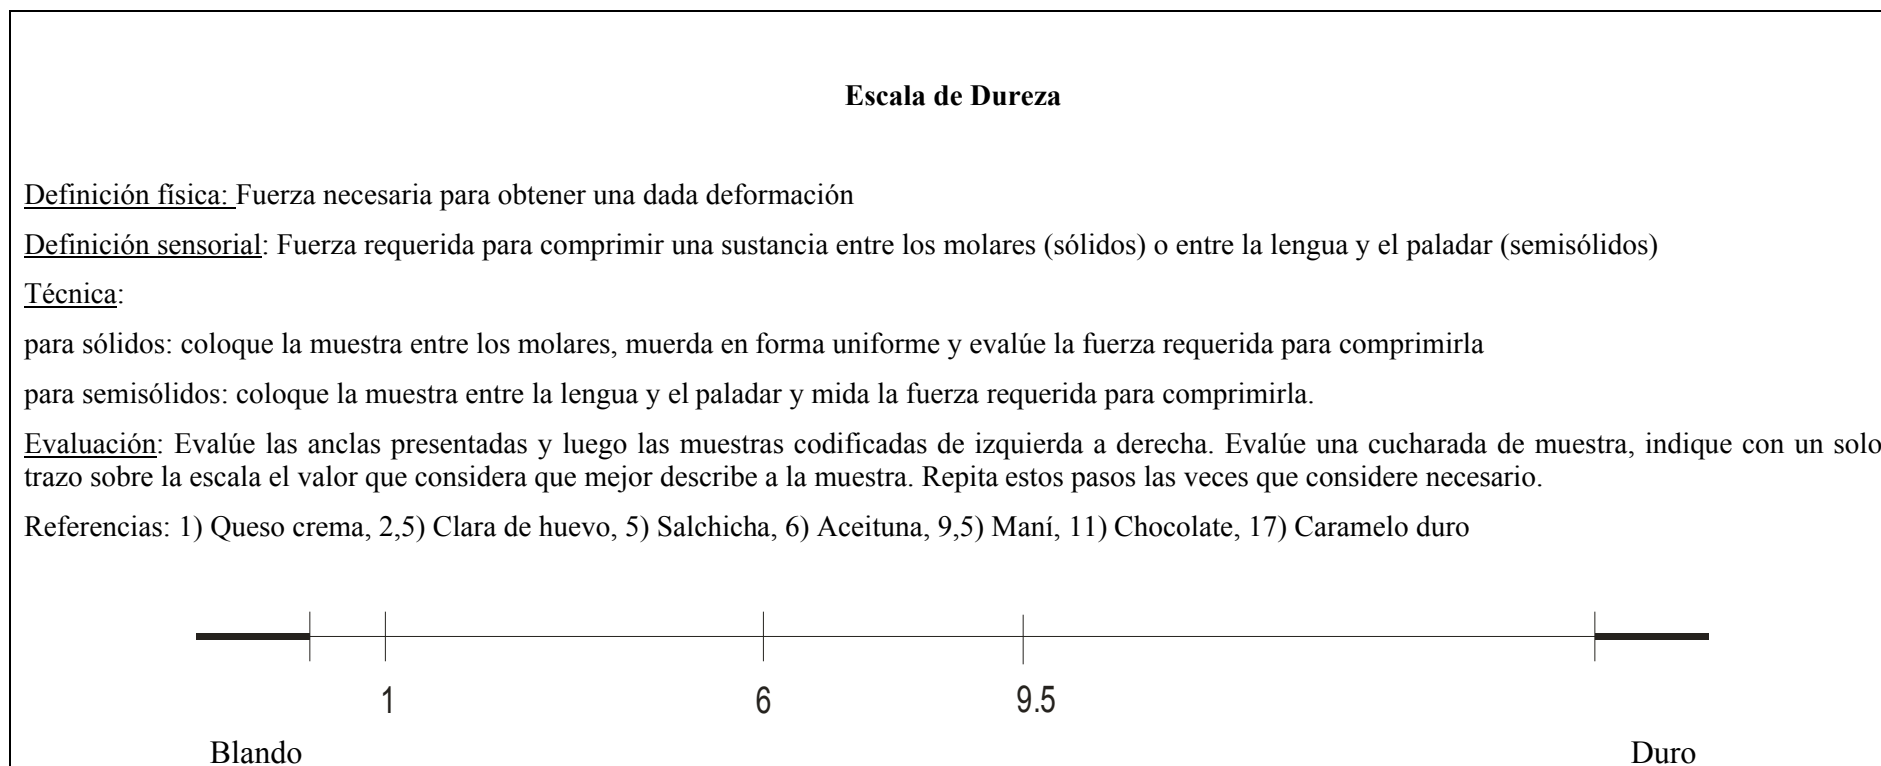 Escala de Dureza
Definición física: Fuerza necesaria para obtener una dada deformación
Definición sensorial: Fuerza requerida para comprimir una sustancia entre los molares (sólidos) o entre la lengua y el paladar (semisólidos)
Técnica:
para sólidos: coloque la muestra entre los molares, muerda en forma uniforme y evalúe la fuerza requerida para comprimirla
para semisólidos: coloque la muestra entre la lengua y el paladar y mida la fuerza requerida para comprimirla.
Evaluación: Evalúe las anclas presentadas y luego las muestras codificadas de izquierda a derecha. Evalúe una cucharada de muestra, indique con un solo
trazo sobre la escala el valor que considera que mejor describe a la muestra. Repita estos pasos las veces que considere necesario.
Referencias: 1) Queso crema, 2,5) Clara de huevo, 5) Salchicha, 6) Aceituna, 9,5) Maní, 11) Chocolate, 17) Caramelo duro
1 6 9.5
Blando Duro